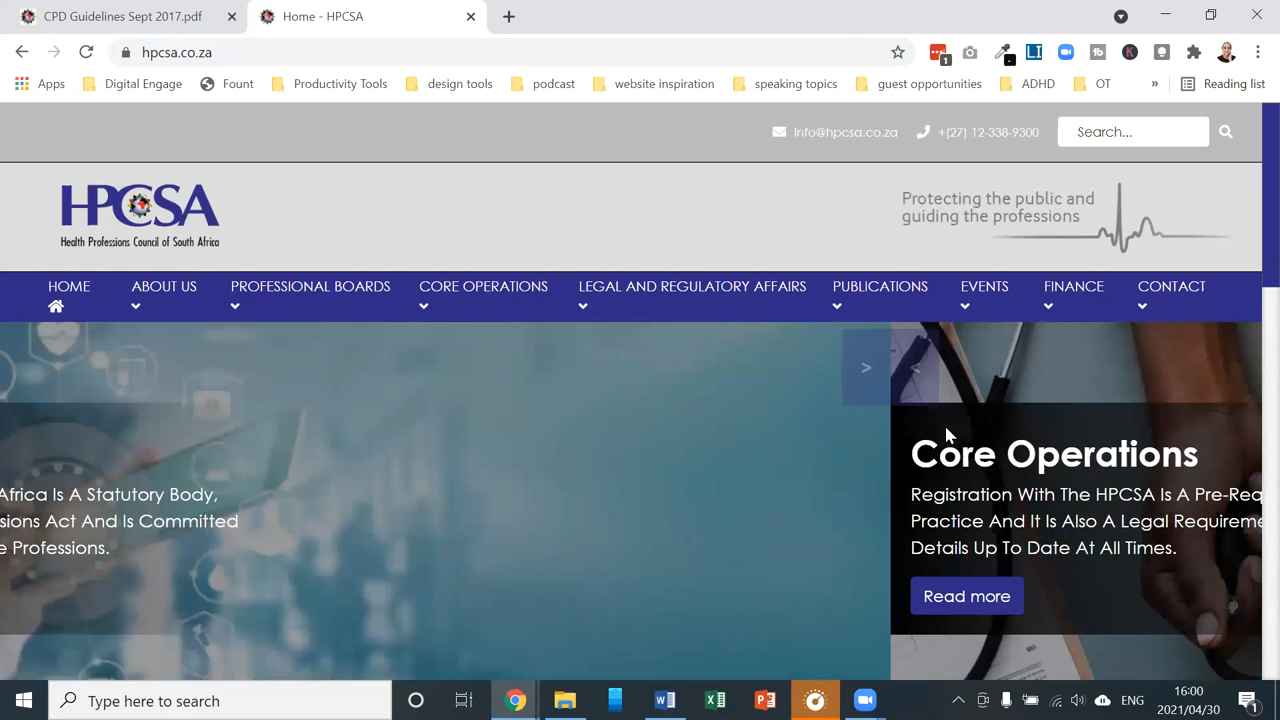 CPD Guidelines Sept 2017.pdf
Home - HPCSA
hpcsa.co.za
Apps
Digital Engage
Fount
Productivity Tools
design tools
podcast
website inspiration
speaking topics
guest opportunities
ADHD
OT
»
Reading list
info@hpcsa.co.za
+(27) 12-338-9300
Search...
HPCSA
Health Professions Council of South Africa
Protecting the public and
guiding the professions
HOME
ABOUT US
PROFESSIONAL BOARDS
CORE OPERATIONS
LEGAL AND REGULATORY AFFAIRS
PUBLICATIONS
EVENTS
FINANCE
CONTACT
> <
Africa Is A Statutory Body,
sions Act And Is Committed
e Professions.
Core Operations
Registration With The HPCSA Is A Pre-Req
Practice And It Is Also A Legal Requireme
Details Up To Date At All Times.
Read more
Type here to search
ENG
16:00
2021/04/30